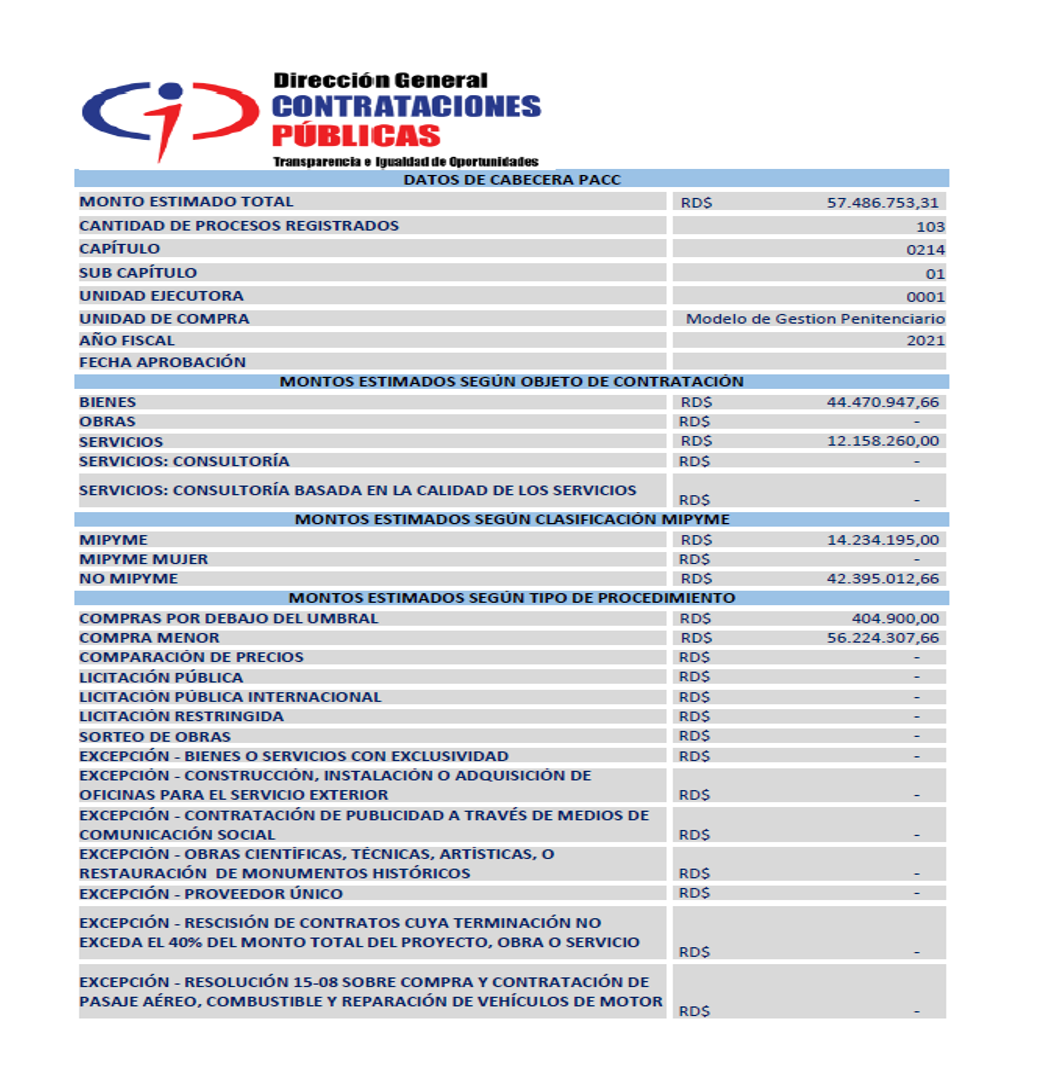 Dirección General
CONTRATACIONES
PÚBLICAS
Transparencia e Igualdad de Oportunidades
DATOS DE CABECERA PACC
MONTO ESTIMADO TOTAL RD$ 57.486.753,31
CANTIDAD DE PROCESOS REGISTRADOS 103
CAPÍTULO 0214
SUB CAPÍTULO 01
UNIDAD EJECUTORA 0001
UNIDAD DE COMPRA Modelo de Gestion Penitenciario
AÑO FISCAL 2021
FECHA APROBACIÓN
MONTOS ESTIMADOS SEGÚN OBJETO DE CONTRATACIÓN
BIENES RD$ 44.470.947,66
OBRAS RD$ -
SERVICIOS RD$ 12.158.260,00
SERVICIOS: CONSULTORÍA RD$ -
SERVICIOS: CONSULTORÍA BASADA EN LA CALIDAD DE LOS SERVICIOS RD$ -
MONTOS ESTIMADOS SEGÚN CLASIFICACIÓN MIPYME
MIPYME RD$ 14.234.195,00
MIPYME MUJER RD$ -
NO MIPYME RD$ 42.395.012,66
MONTOS ESTIMADOS SEGÚN TIPO DE PROCEDIMIENTO
COMPRAS POR DEBAJO DEL UMBRAL RD$ 404.900,00
COMPRA MENOR RD$ 56.224.307,66
COMPARACIÓN DE PRECIOS RD$ -
LICITACIÓN PÚBLICA RD$ -
LICITACIÓN PÚBLICA INTERNACIONAL RD$ -
LICITACIÓN RESTRINGIDA RD$ -
SORTEO DE OBRAS RD$ -
EXCEPCIÓN - BIENES O SERVICIOS CON EXCLUSIVIDAD RD$ -
EXCEPCIÓN - CONSTRUCCIÓN, INSTALACIÓN O ADQUISICIÓN DE
OFICINAS PARA EL SERVICIO EXTERIOR RD$ -
EXCEPCIÓN - CONTRATACIÓN DE PUBLICIDAD A TRAVÉS DE MEDIOS DE
COMUNICACIÓN SOCIAL RD$ -
EXCEPCIÓN - OBRAS CIENTÍFICAS, TÉCNICAS, ARTÍSTICAS, O
RESTAURACIÓN DE MONUMENTOS HISTÓRICOS RD$ -
EXCEPCIÓN - PROVEEDOR ÚNICO RD$ -
EXCEPCIÓN - RESCISIÓN DE CONTRATOS CUYA TERMINACIÓN NO
EXCEDA EL 40% DEL MONTO TOTAL DEL PROYECTO, OBRA O SERVICIO RD$ -
EXCEPCIÓN - RESOLUCIÓN 15-08 SOBRE COMPRA Y CONTRATACIÓN DE
PASAJE AÉREO, COMBUSTIBLE Y REPARACIÓN DE VEHÍCULOS DE MOTOR RD$ -